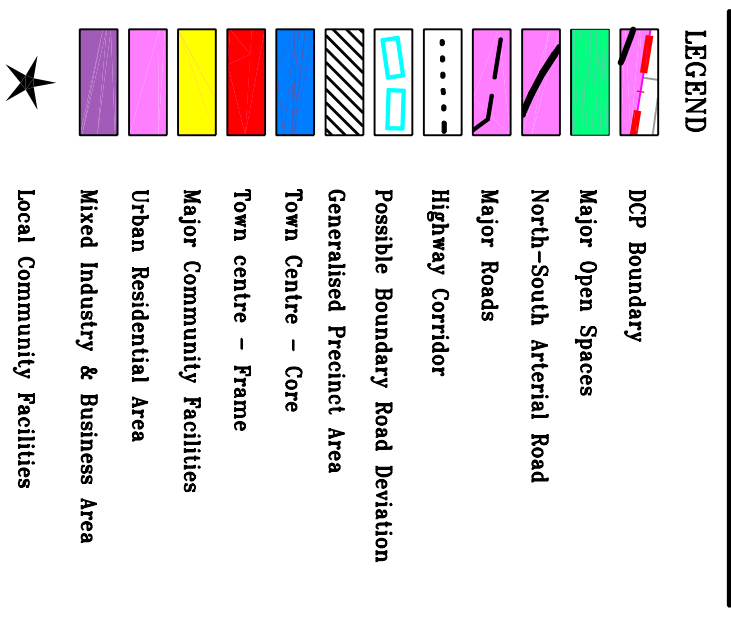 LEGEND
DCP Boundary
Major Open Spaces
North-South Arterial Road
Major Roads
Highway Corridor
Possible Boundary Road Deviation
Generalised Precinct Area
Town Centre - Core
Town centre - Frame
Major Community Facilities
Urban Residential Area
Mixed Industry & Business Area
Local Community Facilities